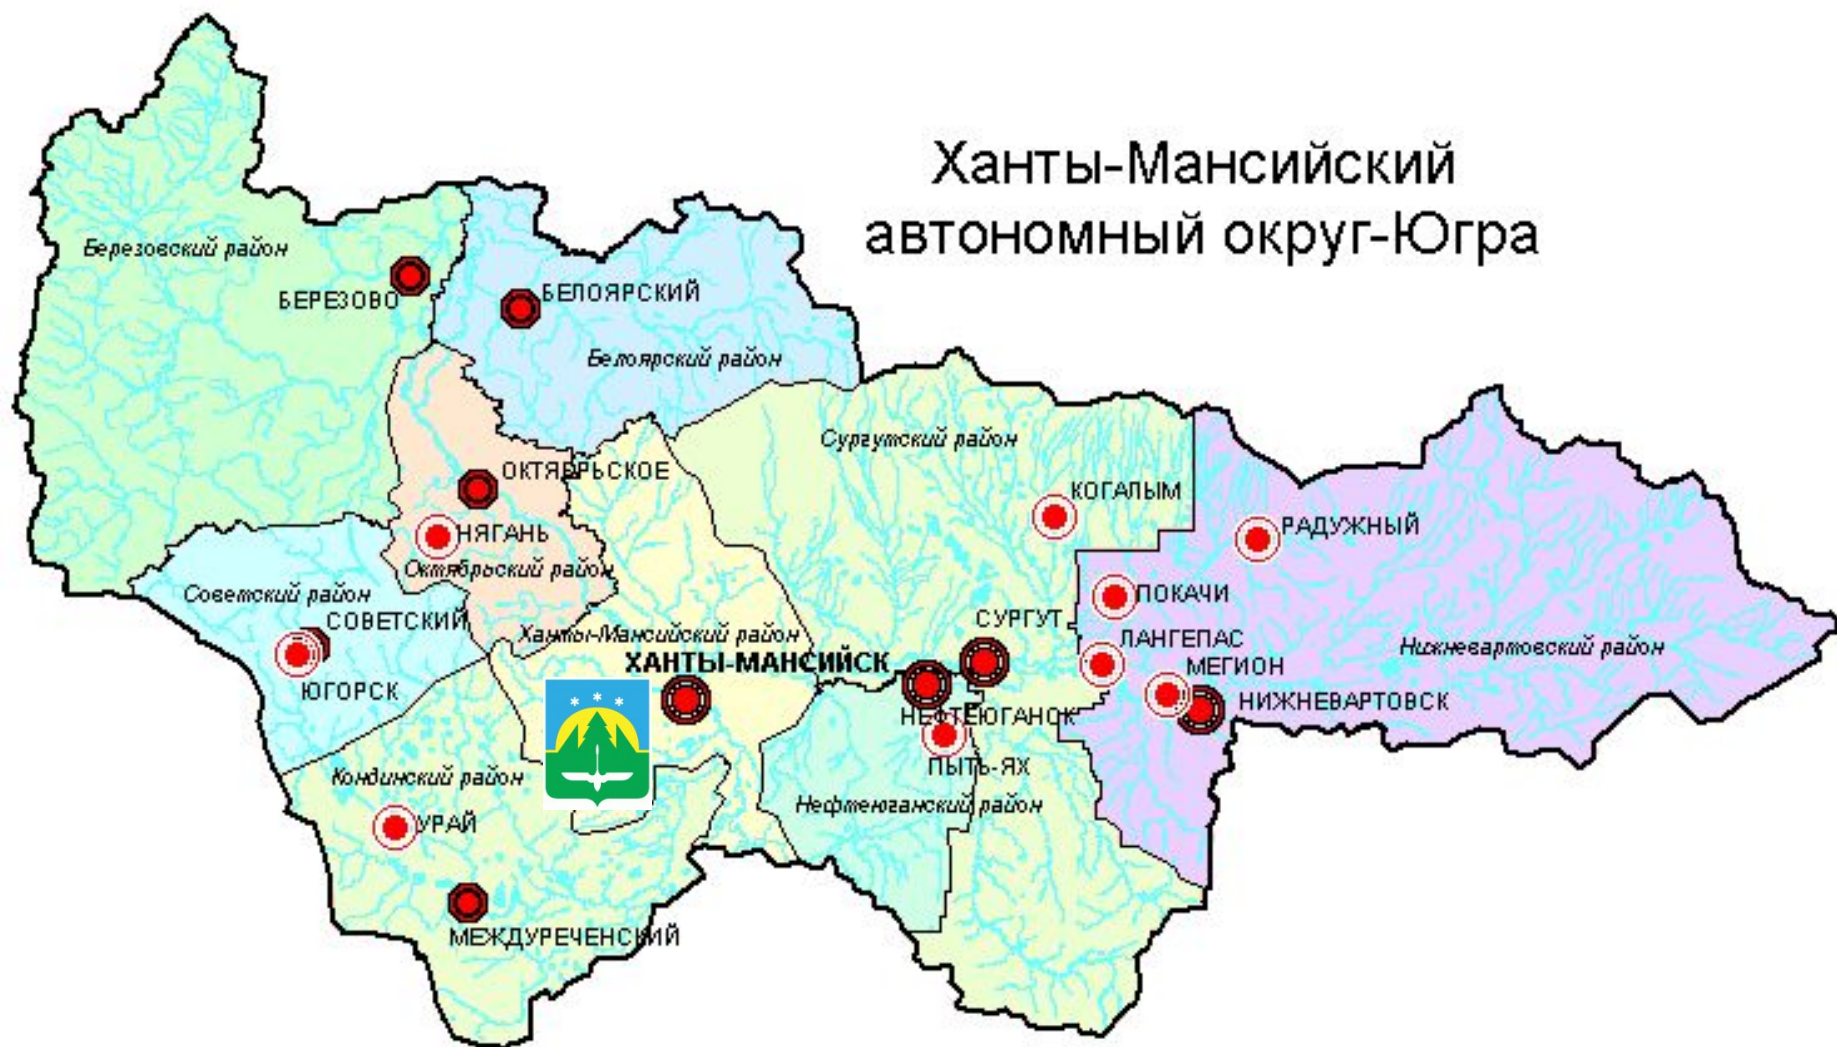 Ханты-Мансийский
автономный округ-Югра
Березовский район
БЕРЕЗОВО
БЕЛОЯРСКИЙ
Белоярский район
Сургутский район
ОКТЯБРЬСКОЕ
КОГАЛЫМ
НЯГАНЬ
РАДУЖНЫЙ
Октябрьский район
Советский район
ПОКАЧИ
СОВЕТСКИЙ
СУРГУТ
Ханты-Мансийский район
ЛАНГЕПАС
Нижневартовский район
ХАНТЫ-МАНСИЙСК
МЕГИОН
ЮГОРСК
НИЖНЕВАРТОВСК
НЕФТЕЮГАНСК
ПЫТЬ-ЯХ
Кондинский район
Нефтеюганский район
УРАЙ
МЕЖДУРЕЧЕНСКИЙ